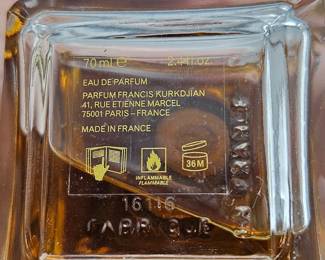 70 ml e 2.4 fl.oz.
EAU DE PARFUM
PARFUM FRANCIS KURKDJIAN
41, RUE ETIENNE MARCEL
75001 PARIS – FRANCE
MADE IN FRANCE
36M
INFLAMMABLE
FLAMMABLE
16116